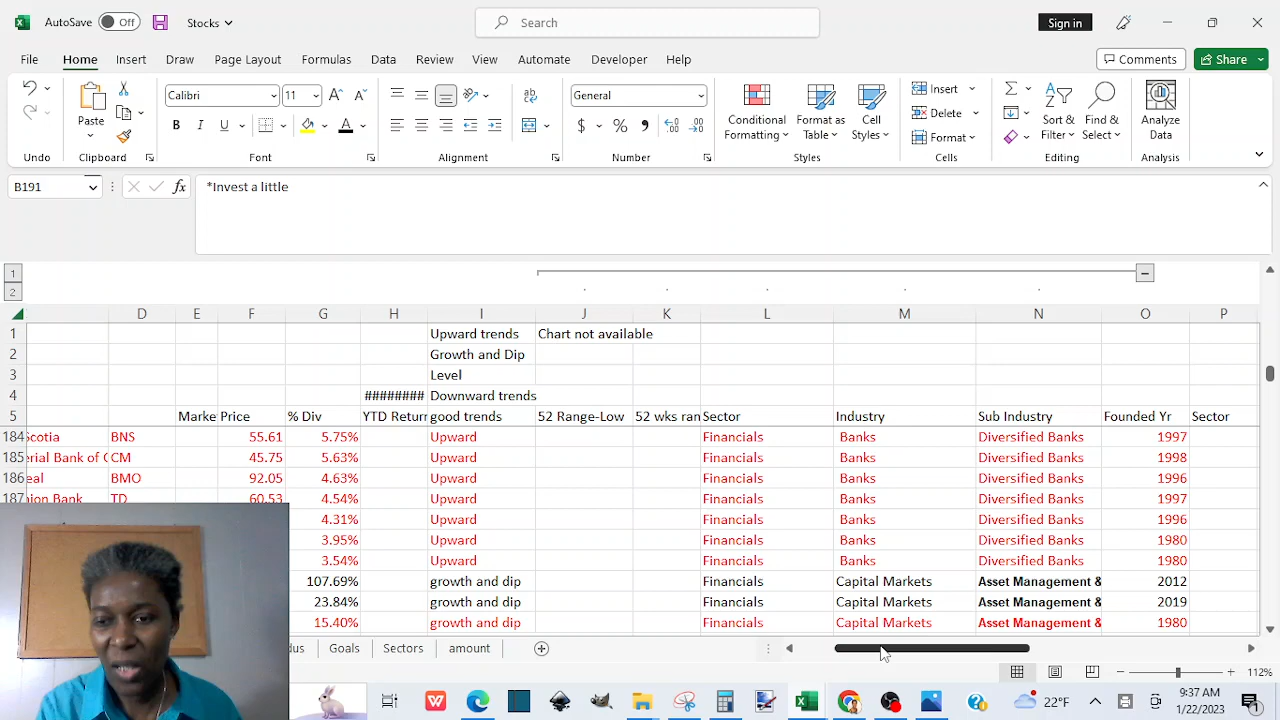 AutoSave Off Stocks Search Sign in
File Home Insert Draw Page Layout Formulas Data Review View Automate Developer Help Comments Share
Calibri 11 General Insert
Paste Conditional Formatting Format as Table Cell Styles Delete Sort & Filter Find & Select Analyze Data
B I U $ % , Format
Undo Clipboard Font Alignment Number Styles Cells Editing Analysis
B191 fx *Invest a little
1
2
D E F G H I J K L M N O P
1 Upward trends Chart not available
2 Growth and Dip
3 Level
4 ######## Downward trends
5 Marke Price % Div YTD Return good trends 52 Range-Low 52 wks ran Sector Industry Sub Industry Founded Yr Sector
184 Scotia BNS 55.61 5.75% Upward Financials Banks Diversified Banks 1997
185 erial Bank of C CM 45.75 5.63% Upward Financials Banks Diversified Banks 1998
186 eal BMO 92.05 4.63% Upward Financials Banks Diversified Banks 1996
187 nion Bank TD 60.53 4.54% Upward Financials Banks Diversified Banks 1997
4.31% Upward Financials Banks Diversified Banks 1996
3.95% Upward Financials Banks Diversified Banks 1980
3.54% Upward Financials Banks Diversified Banks 1980
107.69% growth and dip Financials Capital Markets Asset Management & 2012
23.84% growth and dip Financials Capital Markets Asset Management & 2019
15.40% growth and dip Financials Capital Markets Asset Management & 1980
dus Goals Sectors amount
112%
22°F 9:37 AM
1/22/2023 1